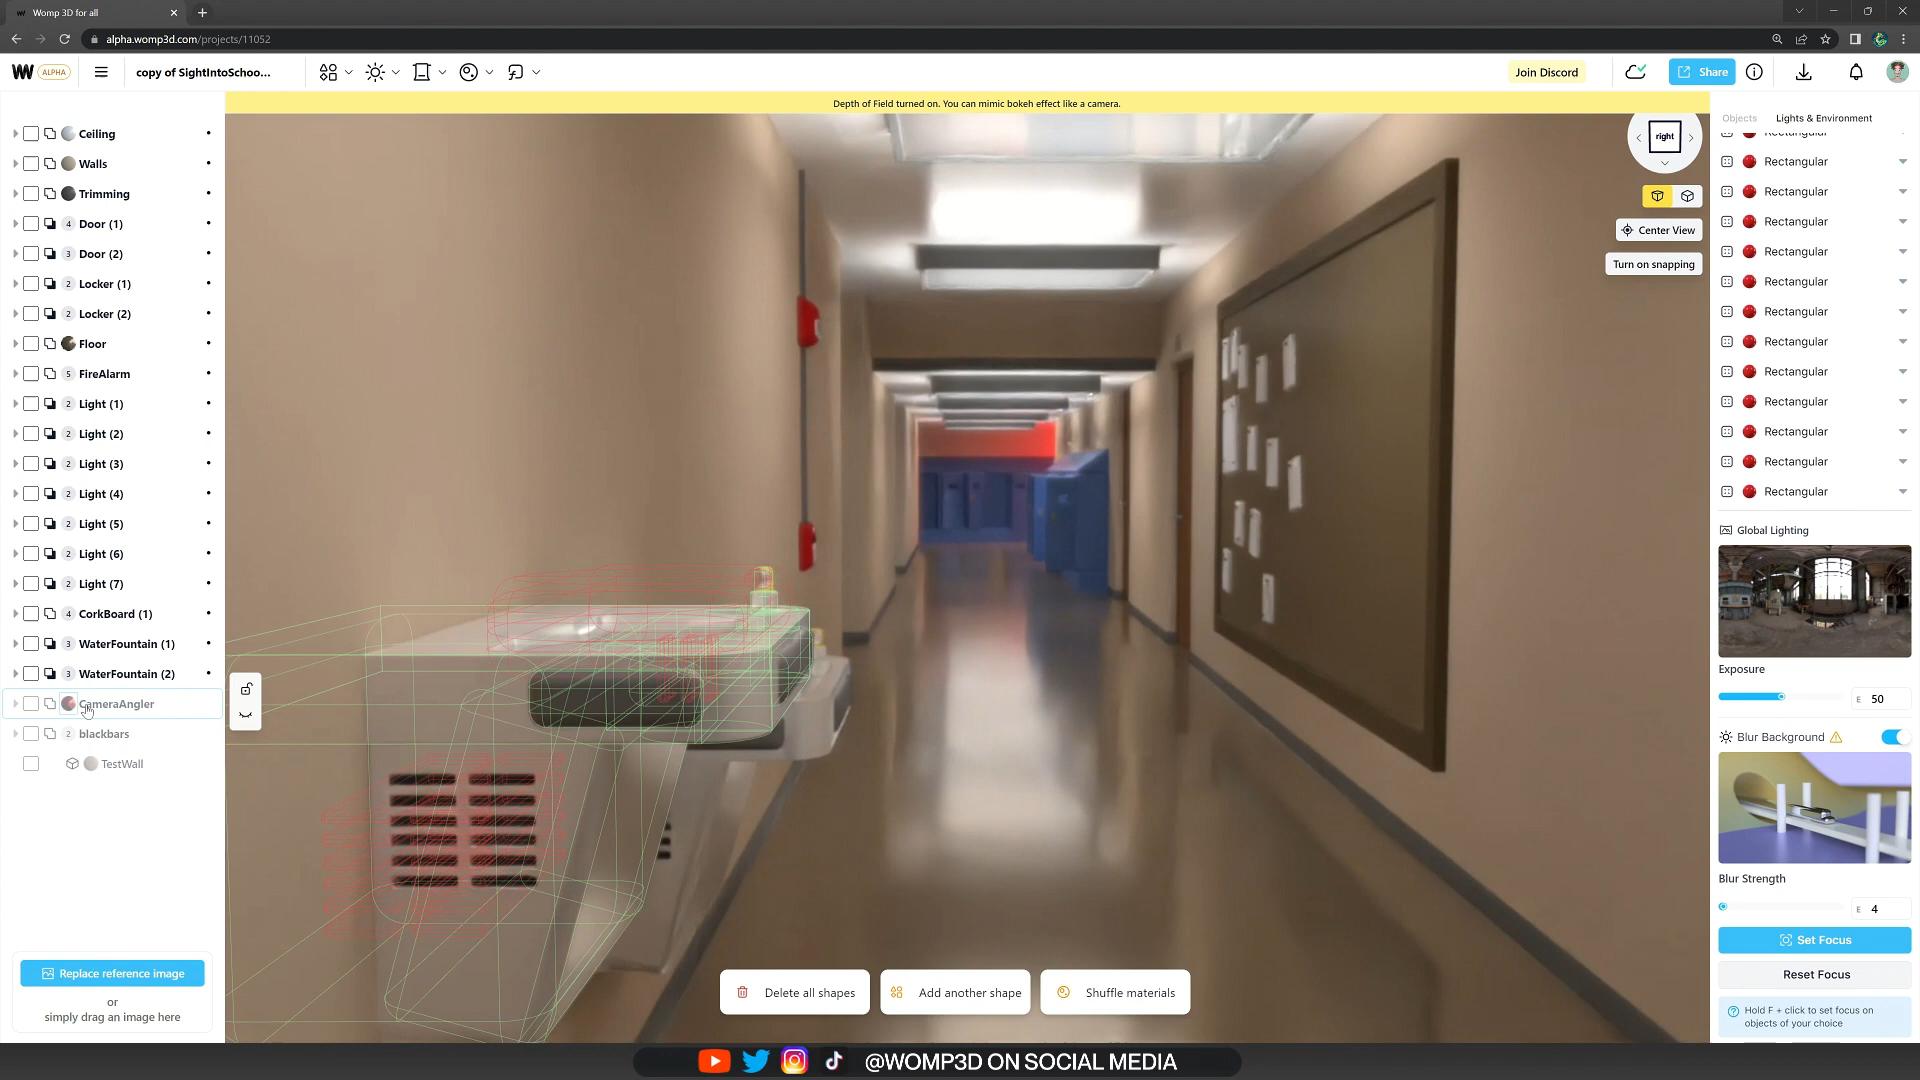 Womp 3D for all
alpha.womp3d.com/projects/11052
ALPHA
copy of SightIntoSchoo...
Join Discord
Share
Depth of Field turned on. You can mimic bokeh effect like a camera.
Ceiling
Walls
Trimming
4 Door (1)
3 Door (2)
2 Locker (1)
2 Locker (2)
Floor
5 FireAlarm
2 Light (1)
2 Light (2)
2 Light (3)
2 Light (4)
2 Light (5)
2 Light (6)
2 Light (7)
4 CorkBoard (1)
3 WaterFountain (1)
3 WaterFountain (2)
CameraAngler
2 blackbars
TestWall
Replace reference image
or
simply drag an image here
right
Center View
Turn on snapping
Delete all shapes
Add another shape
Shuffle materials
Objects
Lights & Environment
Rectangular
Rectangular
Rectangular
Rectangular
Rectangular
Rectangular
Rectangular
Rectangular
Rectangular
Rectangular
Rectangular
Rectangular
Rectangular
Global Lighting
Exposure
E 50
Blur Background
Blur Strength
E 4
Set Focus
Reset Focus
Hold F + click to set focus on
objects of your choice
@WOMP3D ON SOCIAL MEDIA